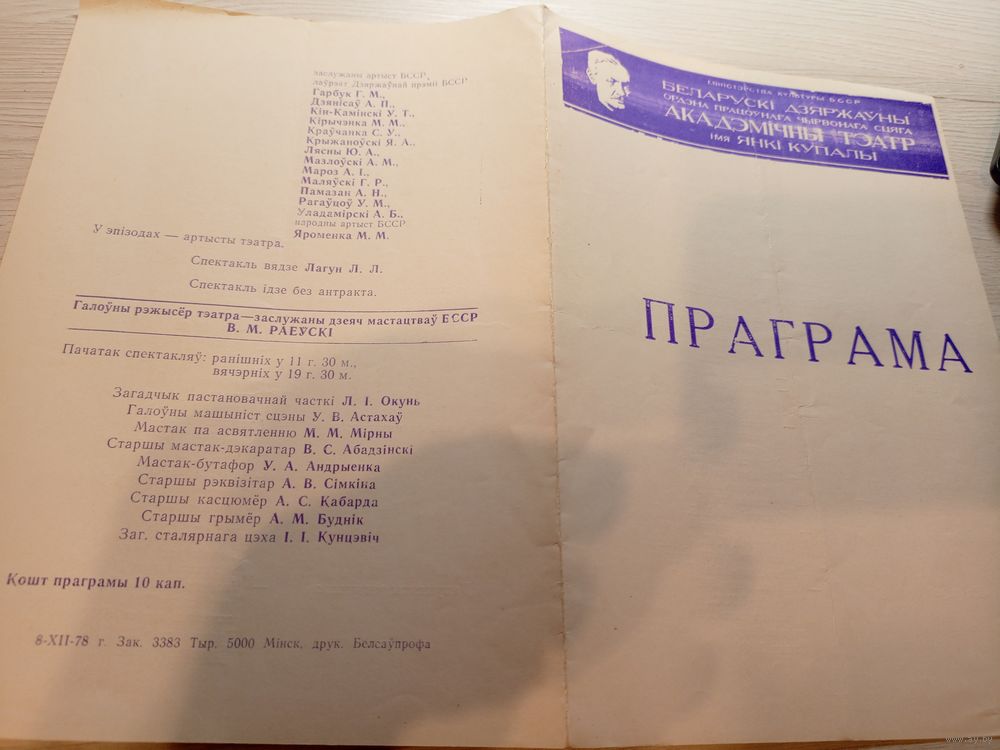 заслужаны артыст БССР,
лаўрэат Дзяржаўнай прэміі БССР
Гарбук Г. М.,
Дзянісаў А. П.,
Кін-Камінскі У. Т.,
Кірычэнка М. М.,
Краўчанка С. У.,
Крыжаноўскі Я. А.,
Лясны Ю. А.,
Мазлоўскі А. М.,
Мароз А. І.,
Маляўскі Г. Р.,
Памазан А. Н.,
Рагаўцоў У. М.,
Уладамірскі А. Б.,
народны артыст БССР
Яроменка М. М.
У эпізодах — артысты тэатра.
Спектакль вядзе Лагун Л. Л.
Спектакль ідзе без антракта.
Галоўны рэжысёр тэатра—заслужаны дзеяч мастацтваў БССР
В. М. РАЕЎСКІ
Пачатак спектакляў: ранішніх у 11 г. 30 м.,
вячэрніх у 19 г. 30 м.
Загадчык пастановачнай часткі Л. І. Окунь
Галоўны машыніст сцэны У. В. Астахаў
Мастак па асвятленню М. М. Мірны
Старшы мастак-дэкаратар В. С. Абадзінскі
Мастак-бутафор У. А. Андрыенка
Старшы рэквізітар А. В. Сімкіна
Старшы касцюмёр А. С. Кабарда
Старшы грымёр А. М. Буднік
Заг. сталярнага цэха І. І. Кунцэвіч
Кошт праграмы 10 кап.
8-XII-78 г. Зак. 3383 Тыр. 5000 Мінск, друк. Белсаўпрофа
МІНІСТЭРСТВА КУЛЬТУРЫ БССР
БЕЛАРУСКІ ДЗЯРЖАЎНЫ
ОРДЭНА ПРАЦОЎНАГА ЧЫРВОНАГА СЦЯГА
АКАДЭМІЧНЫ ТЭАТР
ІМЯ ЯНКІ КУПАЛЫ
ПРАГРАМА
www.ay.by